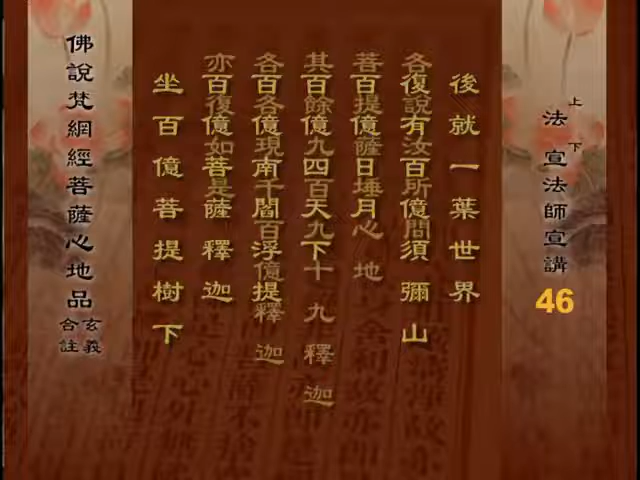 上法下宣法師宣講
46
後就一葉世界
復有百億須彌山
百億日月
百億四天下
百億南閻浮提
百億菩薩釋迦
坐百億菩提樹下
各說汝所問
菩提薩埵心地
其餘九百九十九釋迦
各各現千百億釋迦
亦復如是
佛說梵網經菩薩心地品
玄義
合註